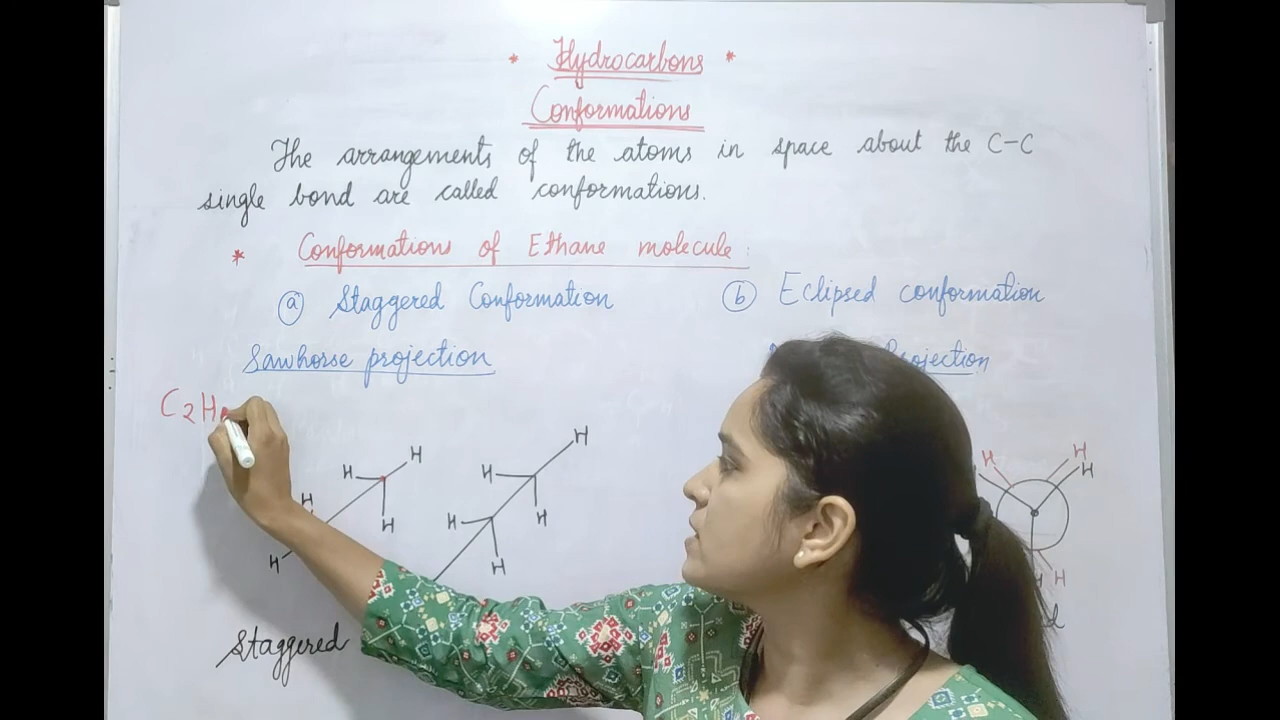 * Hydrocarbons *
Conformations
The arrangements of the atoms in space about the C-C
single bond are called conformations.
* Conformations of Ethane molecule:
(a) Staggered Conformation
(b) Eclipsed conformation
Sawhorse projection
Projection
C2H
H H H H H
H H H H H
H H H H
Staggered